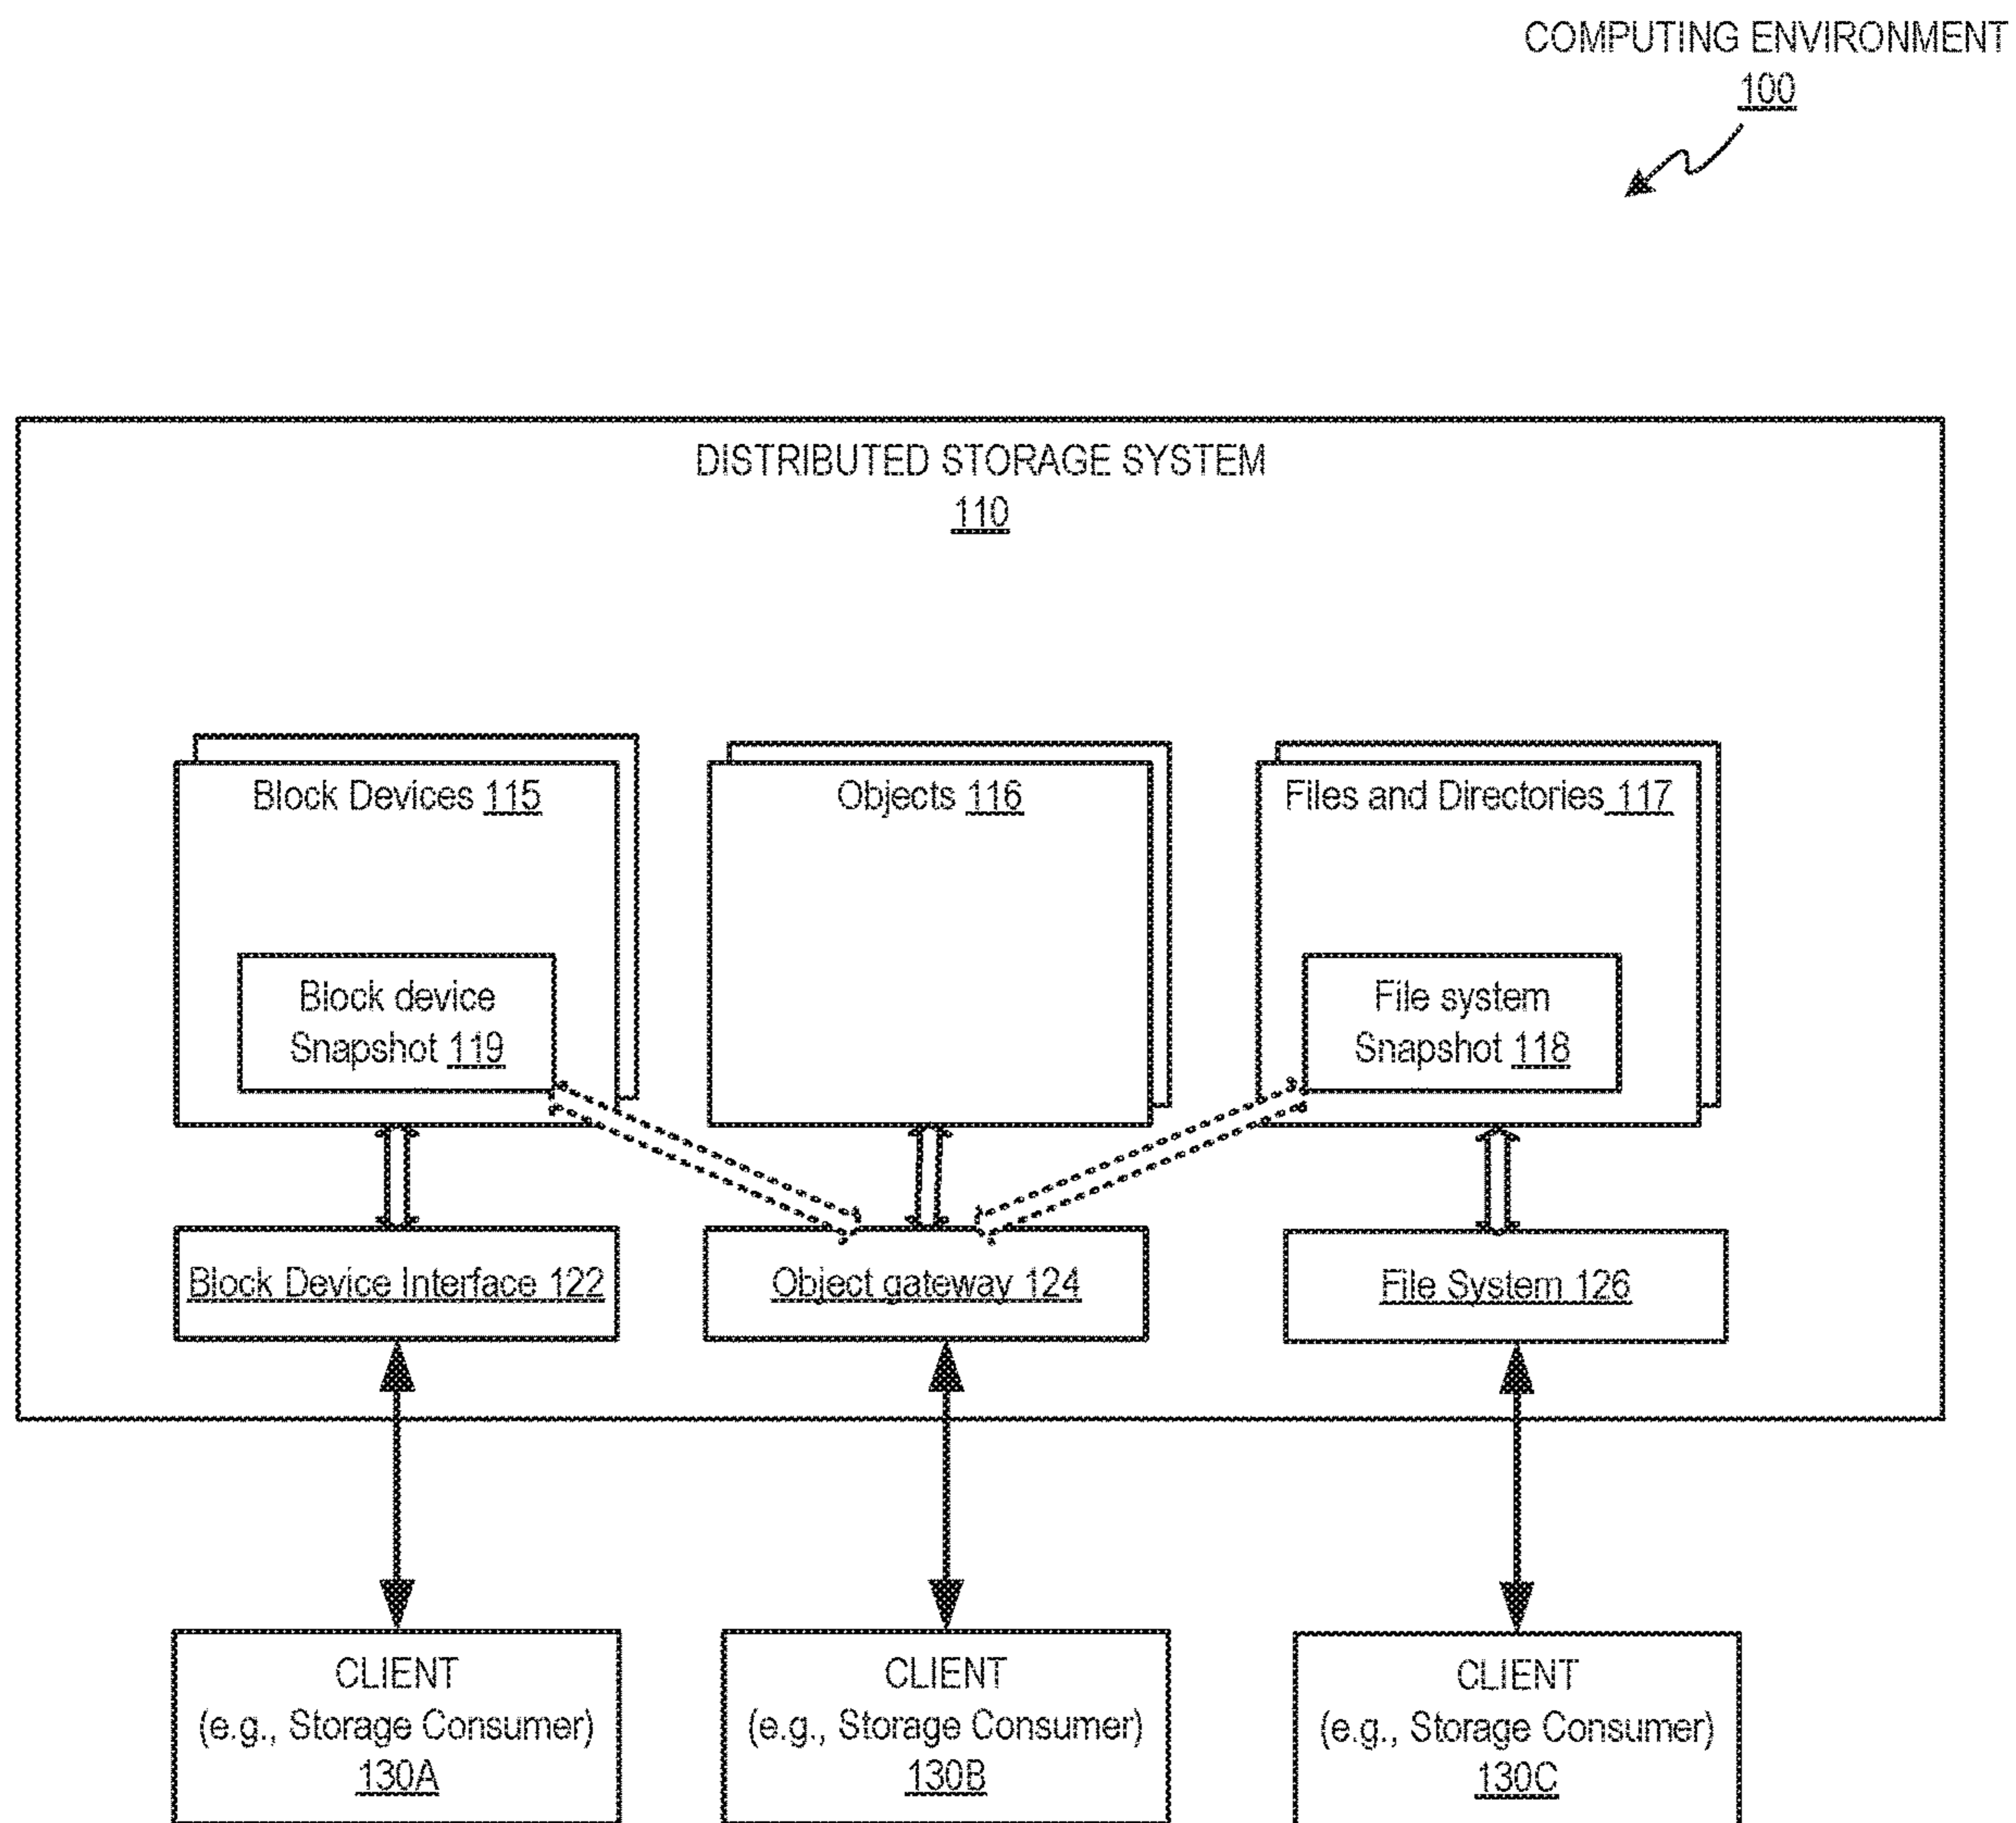 COMPUTING ENVIRONMENT
100
DISTRIBUTED STORAGE SYSTEM
110
Block Devices 115
Objects 116
Files and Directories 117
Block device
Snapshot 119
File system
Snapshot 118
Block Device Interface 122
Object gateway 124
File System 126
CLIENT
(e.g., Storage Consumer)
130A
CLIENT
(e.g., Storage Consumer)
130B
CLIENT
(e.g., Storage Consumer)
130C